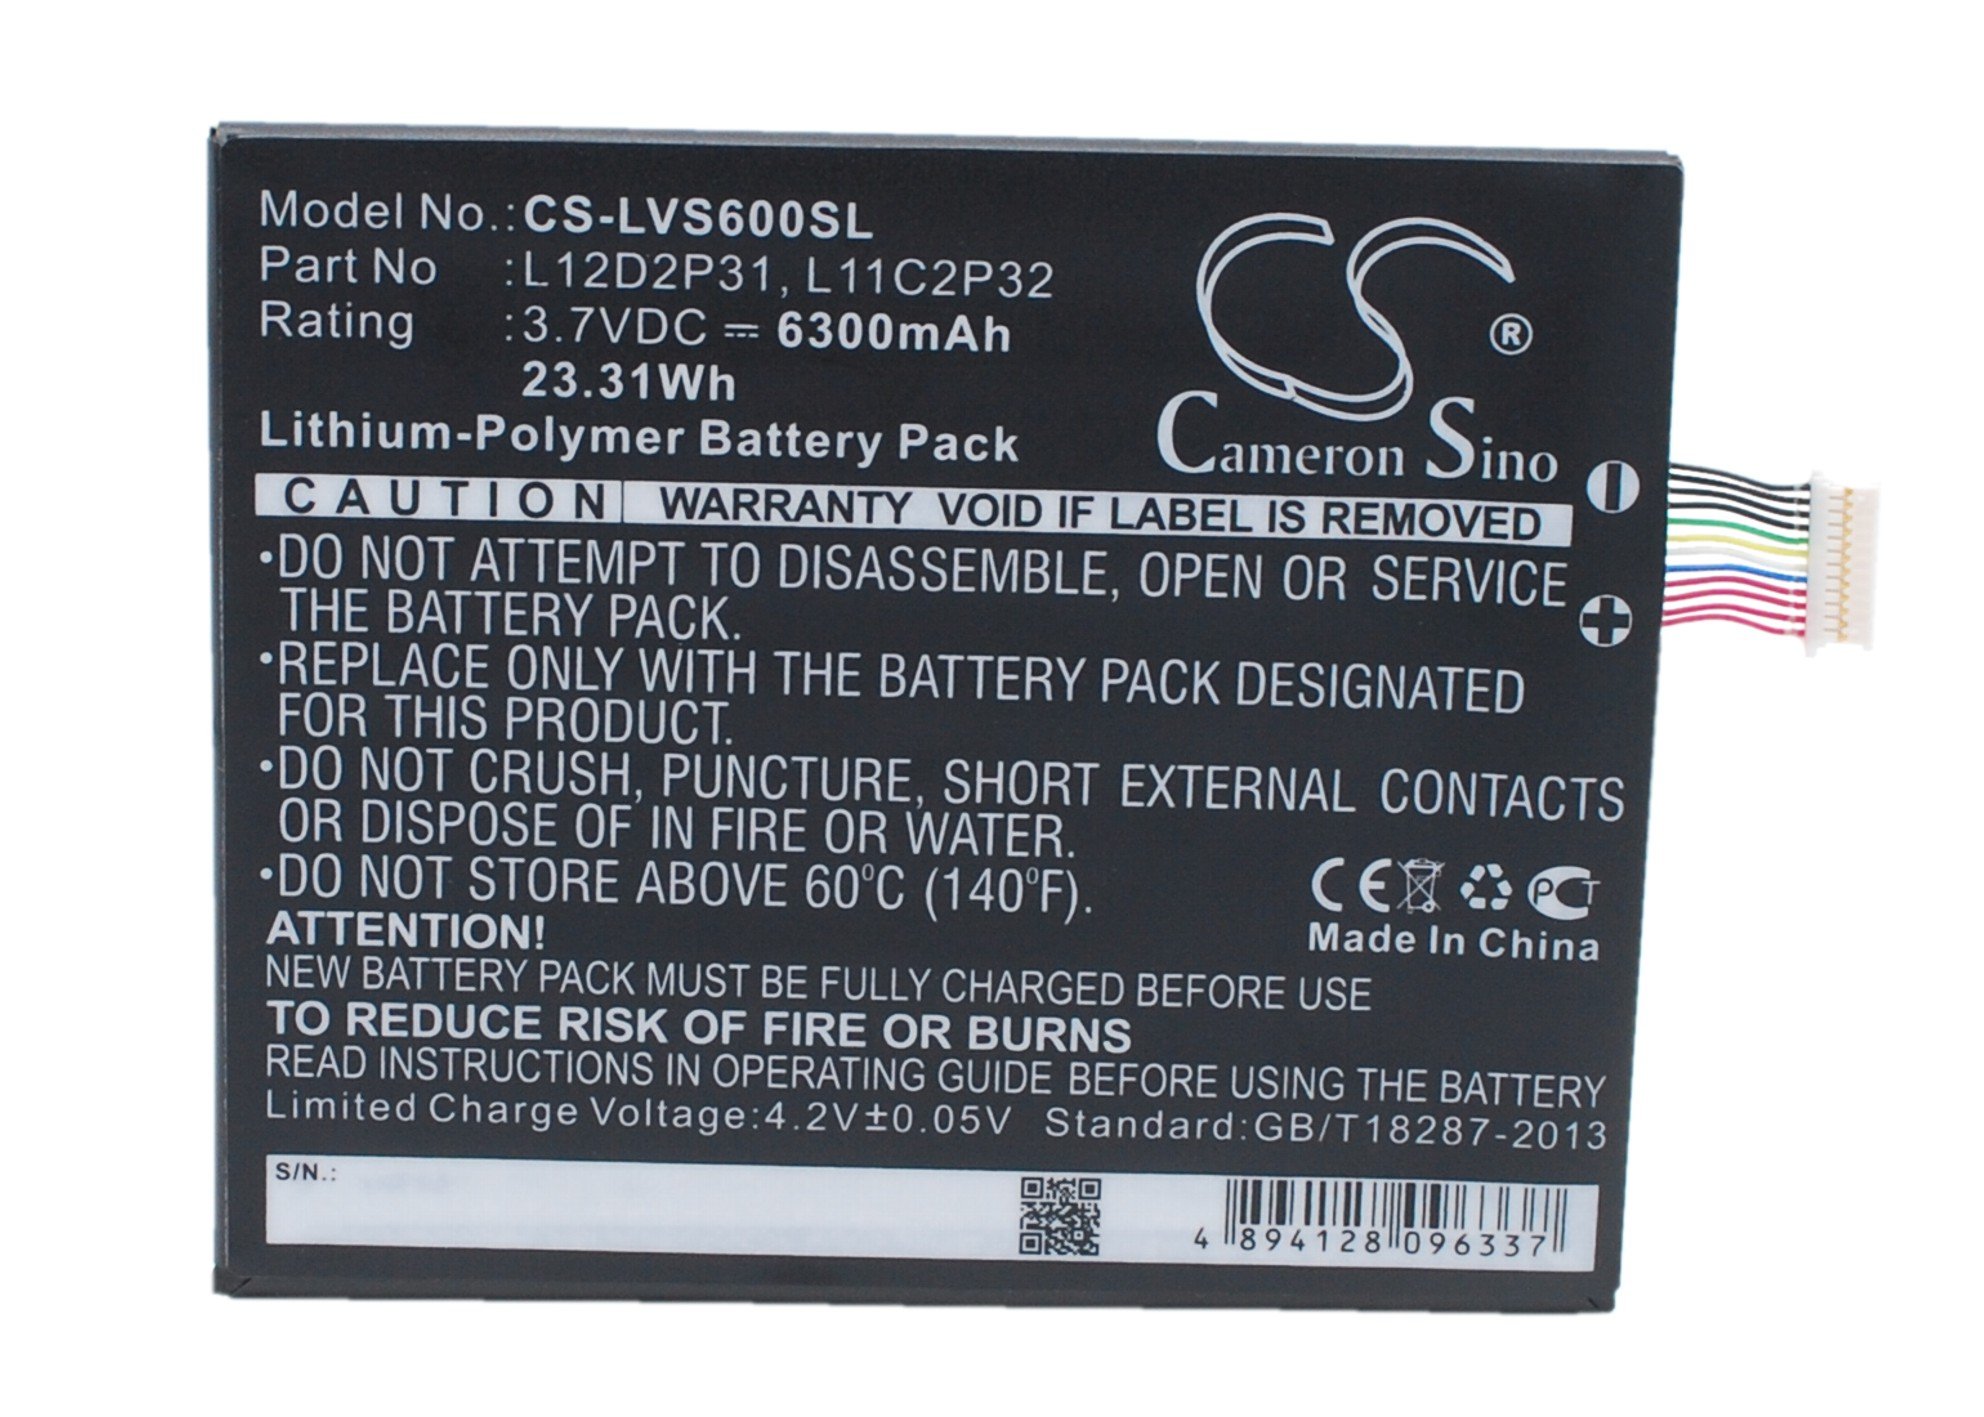 Model No.: CS-LVS600SL
Part No : L12D2P31, L11C2P32
Rating : 3.7VDC ⎓ 6300mAh
23.31Wh
Lithium-Polymer Battery Pack
CS ®
Cameron Sino
CAUTION WARRANTY VOID IF LABEL IS REMOVED
•DO NOT ATTEMPT TO DISASSEMBLE, OPEN OR SERVICE
THE BATTERY PACK.
•REPLACE ONLY WITH THE BATTERY PACK DESIGNATED
FOR THIS PRODUCT.
•DO NOT CRUSH, PUNCTURE, SHORT EXTERNAL CONTACTS
OR DISPOSE OF IN FIRE OR WATER.
•DO NOT STORE ABOVE 60°C (140°F).
CE PCT
Made In China
ATTENTION!
NEW BATTERY PACK MUST BE FULLY CHARGED BEFORE USE
TO REDUCE RISK OF FIRE OR BURNS
READ INSTRUCTIONS IN OPERATING GUIDE BEFORE USING THE BATTERY
Limited Charge Voltage:4.2V±0.05V Standard:GB/T18287-2013
S/N.:
4 894128 096337